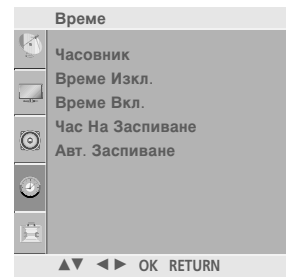 Време
Часовник
Време Изкл.
Време Вкл.
Час На Заспиване
Авт. Заспиване
▲▼ ◄► OK RETURN